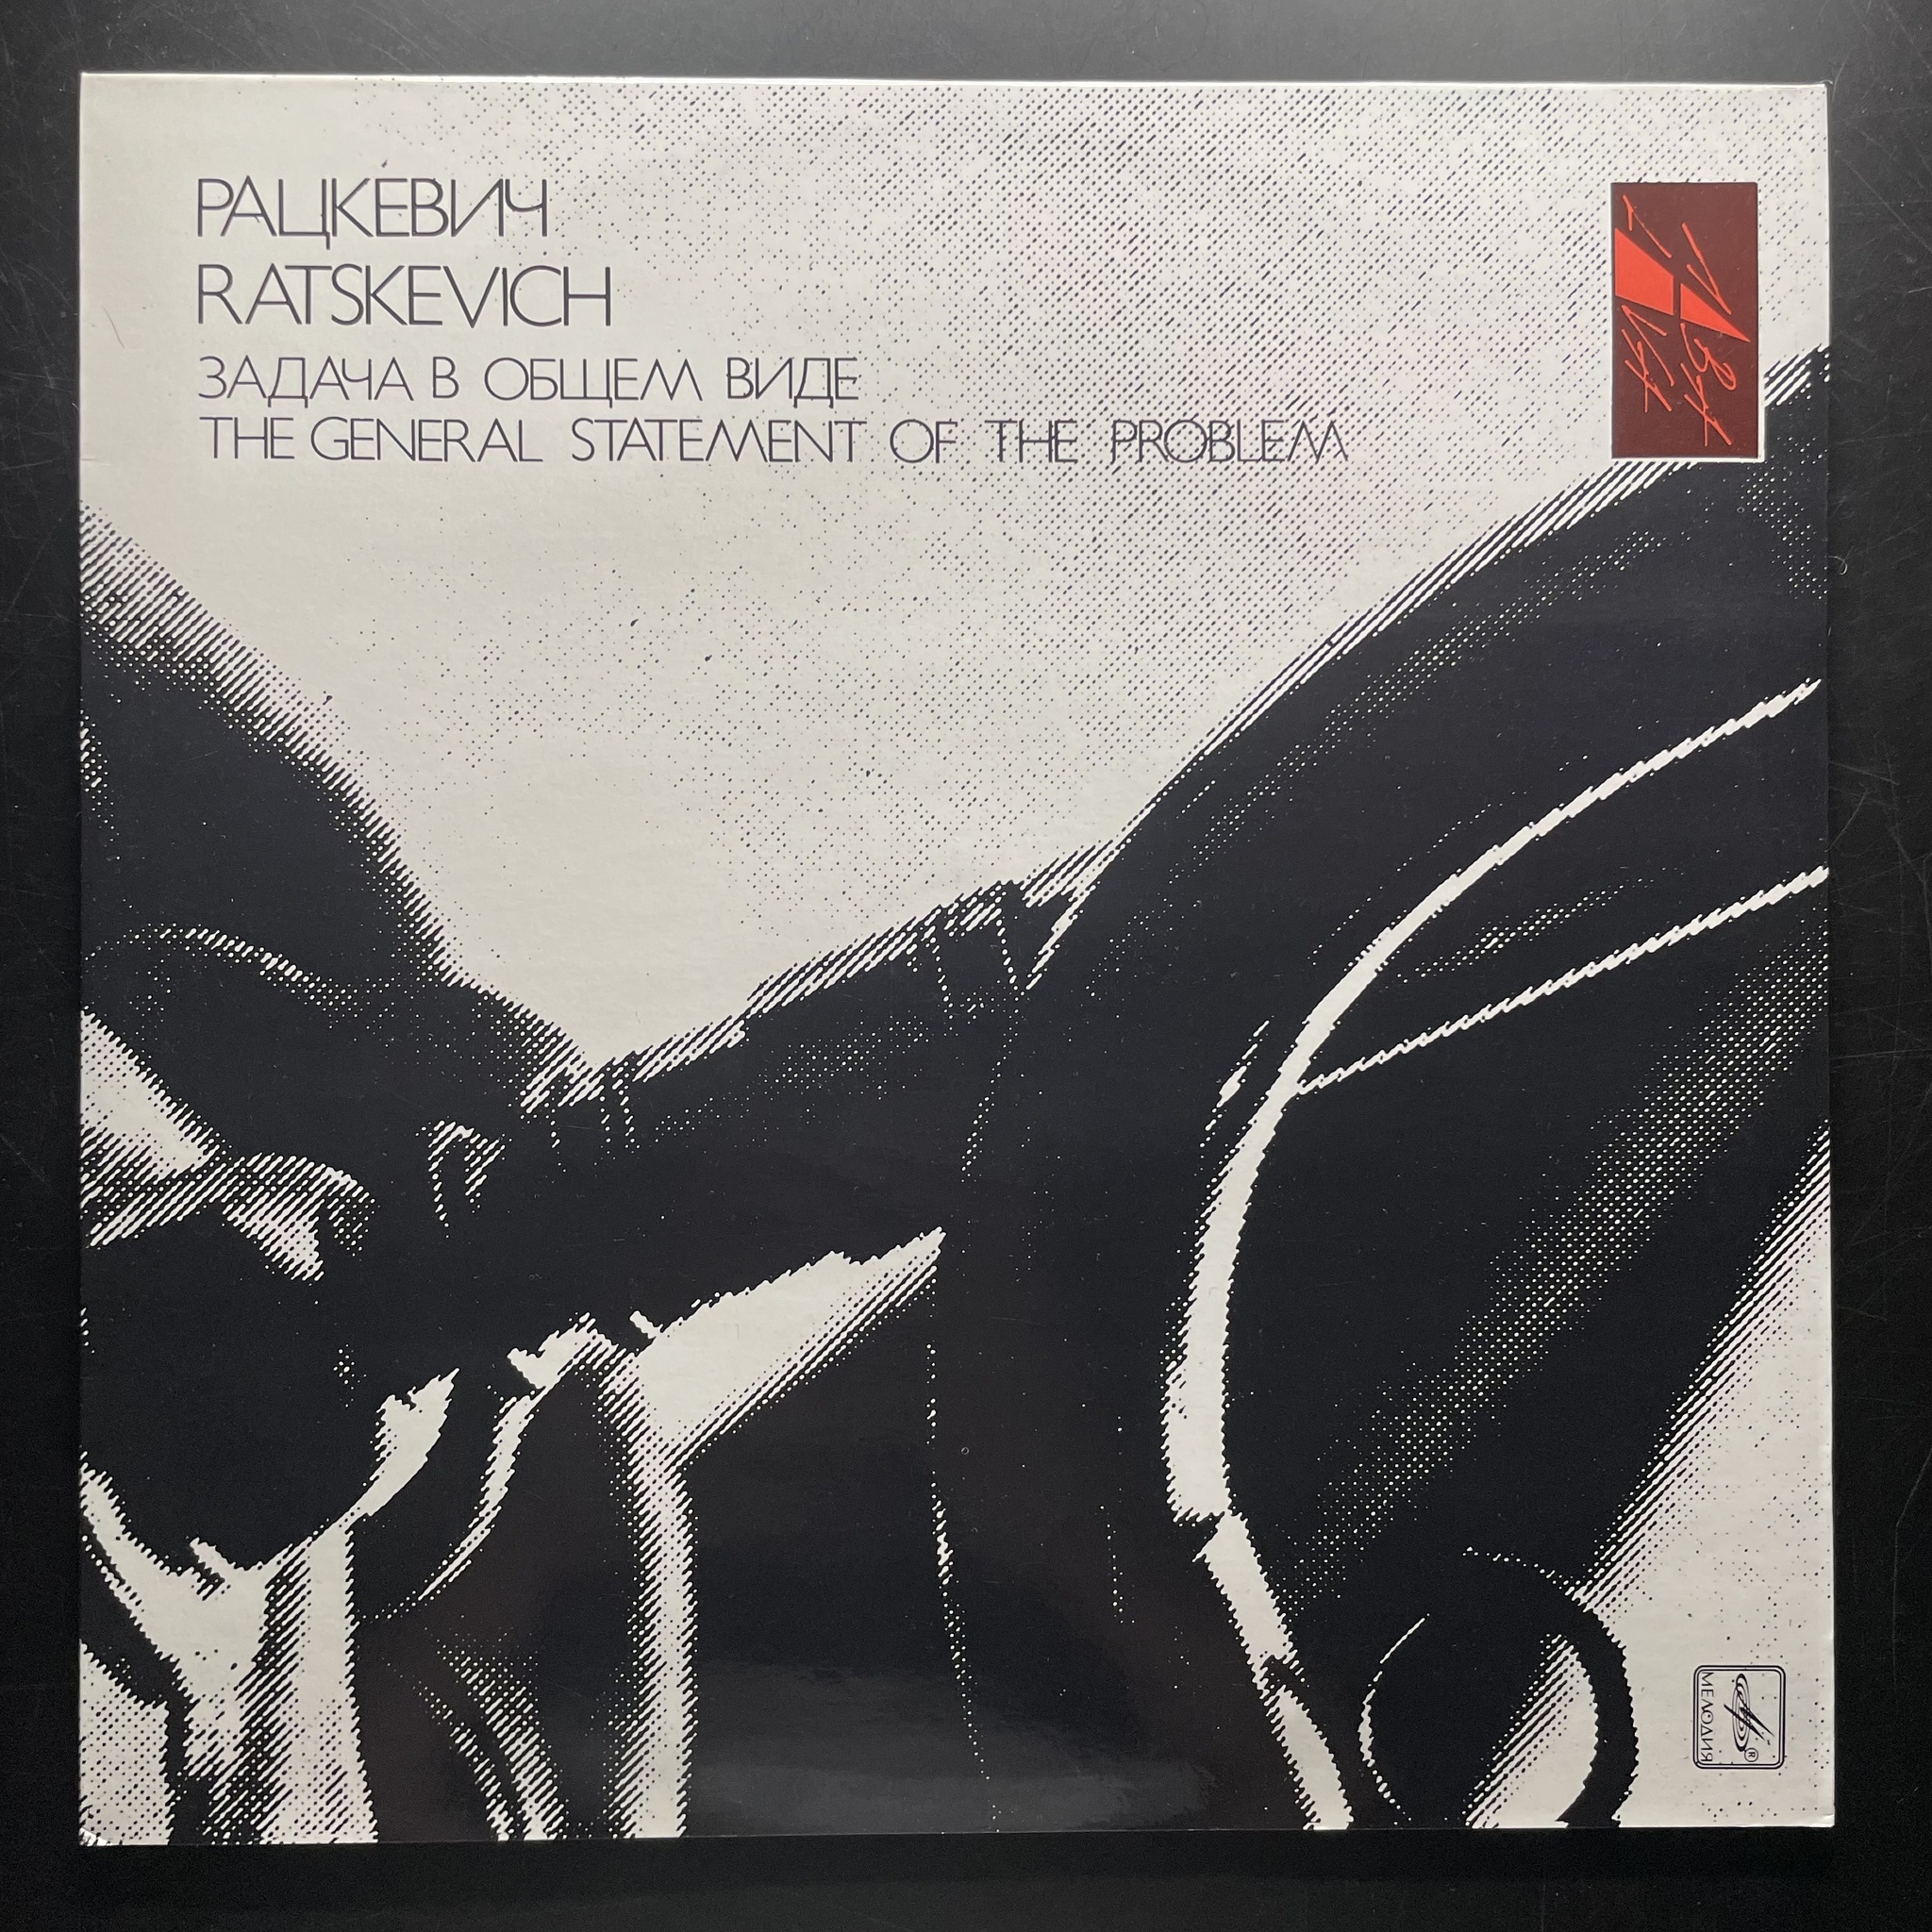 РАЦКЕВИЧ
RATSKEVICH
ЗАДАЧА В ОБЩЕМ ВИДЕ
THE GENERAL STATEMENT OF THE PROBLEM
МЕЛОДИЯ
®